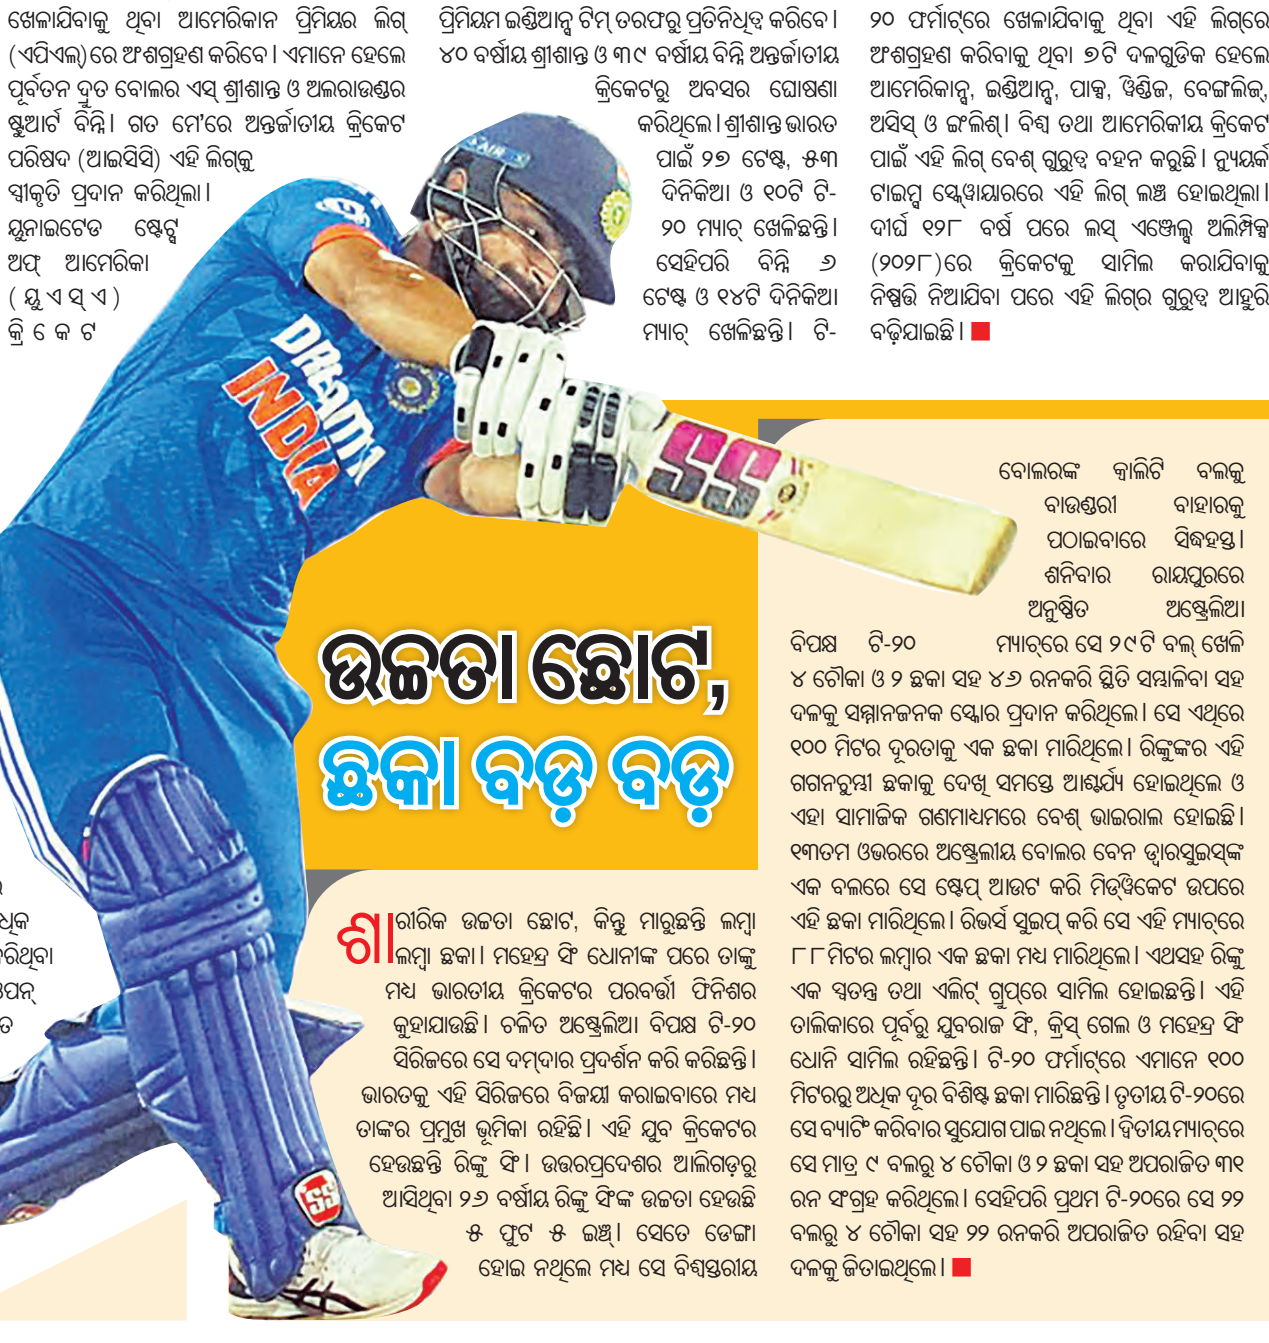 ଖେଳାଯିବାକୁ ଥିବା ଆମେରିକାନ ପ୍ରିମିୟର ଲିଗ୍
(ଏପିଏଲ୍)ରେ ଅଂଶଗ୍ରହଣ କରିବେ। ଏମାନେ ହେଲେ
ପୂର୍ବତନ ଦ୍ରୁତ ବୋଲର ଏସ୍ ଶ୍ରୀଶାନ୍ତ ଓ ଅଲରାଉଣ୍ଡର
ଷ୍ଟୁଆର୍ଟ ବିନ୍ନି। ଗତ ମେ'ରେ ଅନ୍ତର୍ଜାତୀୟ କ୍ରିକେଟ
ପରିଷଦ (ଆଇସିସି) ଏହି ଲିଗ୍‌କୁ
ସ୍ୱୀକୃତି ପ୍ରଦାନ କରିଥିଲା।
ୟୁନାଇଟେଡ ଷ୍ଟେଟ୍ସ
ଅଫ୍ ଆମେରିକା
(ୟୁଏସ୍ଏ)
କ୍ରିକେଟ
ପ୍ରିମିୟମ ଇଣ୍ଡିଆନ୍ସ ଟିମ୍ ତରଫରୁ ପ୍ରତିନିଧିତ୍ୱ କରିବେ।
୪୦ ବର୍ଷୀୟ ଶ୍ରୀଶାନ୍ତ ଓ ୩୯ ବର୍ଷୀୟ ବିନ୍ନି ଅନ୍ତର୍ଜାତୀୟ
କ୍ରିକେଟରୁ ଅବସର ଘୋଷଣା
କରିଥିଲେ। ଶ୍ରୀଶାନ୍ତ ଭାରତ
ପାଇଁ ୨୭ ଟେଷ୍ଟ, ୫୩
ଦିନିକିଆ ଓ ୧୦ଟି ଟି-
୨୦ ମ୍ୟାଚ୍ ଖେଳିଛନ୍ତି।
ସେହିପରି ବିନ୍ନି ୬
ଟେଷ୍ଟ ଓ ୧୪ଟି ଦିନିକିଆ
ମ୍ୟାଚ୍ ଖେଳିଛନ୍ତି। ଟି-
୨୦ ଫର୍ମାଟ୍‌ରେ ଖେଳାଯିବାକୁ ଥିବା ଏହି ଲିଗ୍‌ରେ
ଅଂଶଗ୍ରହଣ କରିବାକୁ ଥିବା ୭ଟି ଦଳଗୁଡିକ ହେଲେ
ଆମେରିକାନ୍ସ, ଇଣ୍ଡିଆନ୍ସ, ପାକ୍ସ, ୱିଣ୍ଡିଜ, ବେଙ୍ଗଲିଜ୍,
ଅସିସ୍ ଓ ଇଂଲିଶ୍। ବିଶ୍ୱ ତଥା ଆମେରିକୀୟ କ୍ରିକେଟ
ପାଇଁ ଏହି ଲିଗ୍ ବେଶ୍ ଗୁରୁତ୍ୱ ବହନ କରୁଛି। ନ୍ୟୁୟର୍କ
ଟାଇମ୍ସ ସ୍କୋୱାୟାରରେ ଏହି ଲିଗ୍ ଲଞ୍ଚ ହୋଇଥିଲା।
ଦୀର୍ଘ ୧୨୮ ବର୍ଷ ପରେ ଲସ୍ ଏଞ୍ଜେଲ୍ସ ଅଲିମ୍ପିକ୍ସ
(୨୦୨୮)ରେ କ୍ରିକେଟକୁ ସାମିଲ କରାଯିବାକୁ
ନିଷ୍ପତ୍ତି ନିଆଯିବା ପରେ ଏହି ଲିଗ୍‌ର ଗୁରୁତ୍ୱ ଆହୁରି
ବଢ଼ିଯାଇଛି।
DREAM11
INDIA
SS
ଉଚ୍ଚତା ଛୋଟ,
ଛକା ବଡ଼ ବଡ଼
ଶାରୀରିକ ଉଚ୍ଚତା ଛୋଟ, କିନ୍ତୁ ମାରୁଛନ୍ତି ଲମ୍ବା
ଲମ୍ବା ଛକା। ମହେନ୍ଦ୍ର ସିଂ ଧୋନୀଙ୍କ ପରେ ତାଙ୍କୁ
ମଧ୍ୟ ଭାରତୀୟ କ୍ରିକେଟର ପରବର୍ତ୍ତୀ ଫିନିଶର
କୁହାଯାଉଛି। ଚଳିତ ଅଷ୍ଟ୍ରେଲିଆ ବିପକ୍ଷ ଟି-୨୦
ସିରିଜରେ ସେ ଦମ୍‌ଦାର ପ୍ରଦର୍ଶନ କରି କରିଛନ୍ତି।
ଭାରତକୁ ଏହି ସିରିଜରେ ବିଜୟୀ କରାଇବାରେ ମଧ୍ୟ
ତାଙ୍କର ପ୍ରମୁଖ ଭୂମିକା ରହିଛି। ଏହି ଯୁବ କ୍ରିକେଟର
ହେଉଛନ୍ତି ରିଙ୍କୁ ସିଂ। ଉତ୍ତରପ୍ରଦେଶର ଆଲିଗଡ଼ରୁ
ଆସିଥିବା ୨୬ ବର୍ଷୀୟ ରିଙ୍କୁ ସିଂଙ୍କ ଉଚ୍ଚତା ହେଉଛି
୫ ଫୁଟ ୫ ଇଞ୍ଚ। ସେତେ ଡେଙ୍ଗା
ହୋଇ ନଥିଲେ ମଧ୍ୟ ସେ ବିଶ୍ୱସ୍ତରୀୟ
ବୋଲରଙ୍କ କ୍ୱାଲିଟି ବଲକୁ
ବାଉଣ୍ଡରୀ ବାହାରକୁ
ପଠାଇବାରେ ସିଦ୍ଧହସ୍ତ।
ଶନିବାର ରାୟପୁରରେ
ଅନୁଷ୍ଠିତ ଅଷ୍ଟ୍ରେଲିଆ
ବିପକ୍ଷ ଟି-୨୦ ମ୍ୟାଚ୍‌ରେ ସେ ୨୯ଟି ବଲ୍ ଖେଳି
୪ ଚୌକା ଓ ୨ ଛକା ସହ ୪୬ ରନକରି ସ୍ଥିତି ସମ୍ଭାଳିବା ସହ
ଦଳକୁ ସମ୍ମାନଜନକ ସ୍କୋର ପ୍ରଦାନ କରିଥିଲେ। ସେ ଏଥିରେ
୧୦୦ ମିଟର ଦୂରତାକୁ ଏକ ଛକା ମାରିଥିଲେ। ରିଙ୍କୁଙ୍କର ଏହି
ଗଗନଚୁମ୍ଭୀ ଛକାକୁ ଦେଖି ସମସ୍ତେ ଆଶ୍ଚର୍ଯ୍ୟ ହୋଇଥିଲେ ଓ
ଏହା ସାମାଜିକ ଗଣମାଧ୍ୟମରେ ବେଶ୍ ଭାଇରାଲ ହୋଇଛି।
୧୩ତମ ଓଭରରେ ଅଷ୍ଟ୍ରେଲୀୟ ବୋଲର ବେନ ଡ୍ୱାରସୁଇସ୍‌ଙ୍କ
ଏକ ବଲରେ ସେ ଷ୍ଟେପ୍ ଆଉଟ କରି ମିଡ୍‌ୱିକେଟ ଉପରେ
ଏହି ଛକା ମାରିଥିଲେ। ରିଭର୍ସ ସୁଇପ୍ କରି ସେ ଏହି ମ୍ୟାଚ୍‌ରେ
୮୮ମିଟର ଲମ୍ବାର ଏକ ଛକା ମଧ୍ୟ ମାରିଥିଲେ। ଏଥସହ ରିଙ୍କୁ
ଏକ ସ୍ୱତନ୍ତ୍ର ତଥା ଏଲିଟ୍ ଗ୍ରୁପ୍‌ରେ ସାମିଲ ହୋଇଛନ୍ତି। ଏହି
ତାଲିକାରେ ପୂର୍ବରୁ ଯୁବରାଜ ସିଂ, କ୍ରିସ୍ ଗେଲ ଓ ମହେନ୍ଦ୍ର ସିଂ
ଧୋନି ସାମିଲ ରହିଛନ୍ତି। ଟି-୨୦ ଫର୍ମାଟ୍‌ରେ ଏମାନେ ୧୦୦
ମିଟରରୁ ଅଧିକ ଦୂର ବିଶିଷ୍ଟ ଛକା ମାରିଛନ୍ତି। ତୃତୀୟ ଟି-୨୦ରେ
ସେ ବ୍ୟାଟିଂ କରିବାର ସୁଯୋଗ ପାଇ ନଥିଲେ। ଦ୍ୱିତୀୟ ମ୍ୟାଚ୍‌ରେ
ସେ ମାତ୍ର ୯ ବଲରୁ ୪ ଚୌକା ଓ ୨ ଛକା ସହ ଅପରାଜିତ ୩୧
ରନ ସଂଗ୍ରହ କରିଥିଲେ। ସେହିପରି ପ୍ରଥମ ଟି-୨୦ରେ ସେ ୨୨
ବଲରୁ ୪ ଚୌକା ସହ ୨୨ ରନକରି ଅପରାଜିତ ରହିବା ସହ
ଦଳକୁ ଜିତାଇଥିଲେ।
SS